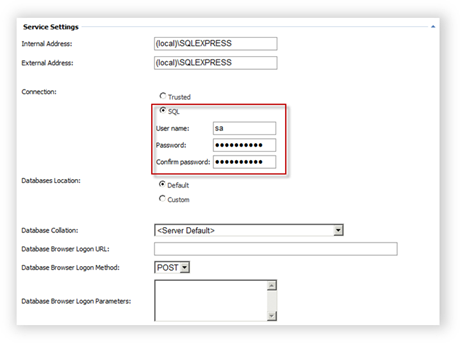 Service Settings
Internal Address: (local)\SQLEXPRESS
External Address: (local)\SQLEXPRESS
Connection: Trusted
SQL
User name: sa
Password: ●●●●●●●●●●
Confirm password: ●●●●●●●●●●
Databases Location: Default
Custom
Database Collation: <Server Default>
Database Browser Logon URL:
Database Browser Logon Method: POST
Database Browser Logon Parameters: